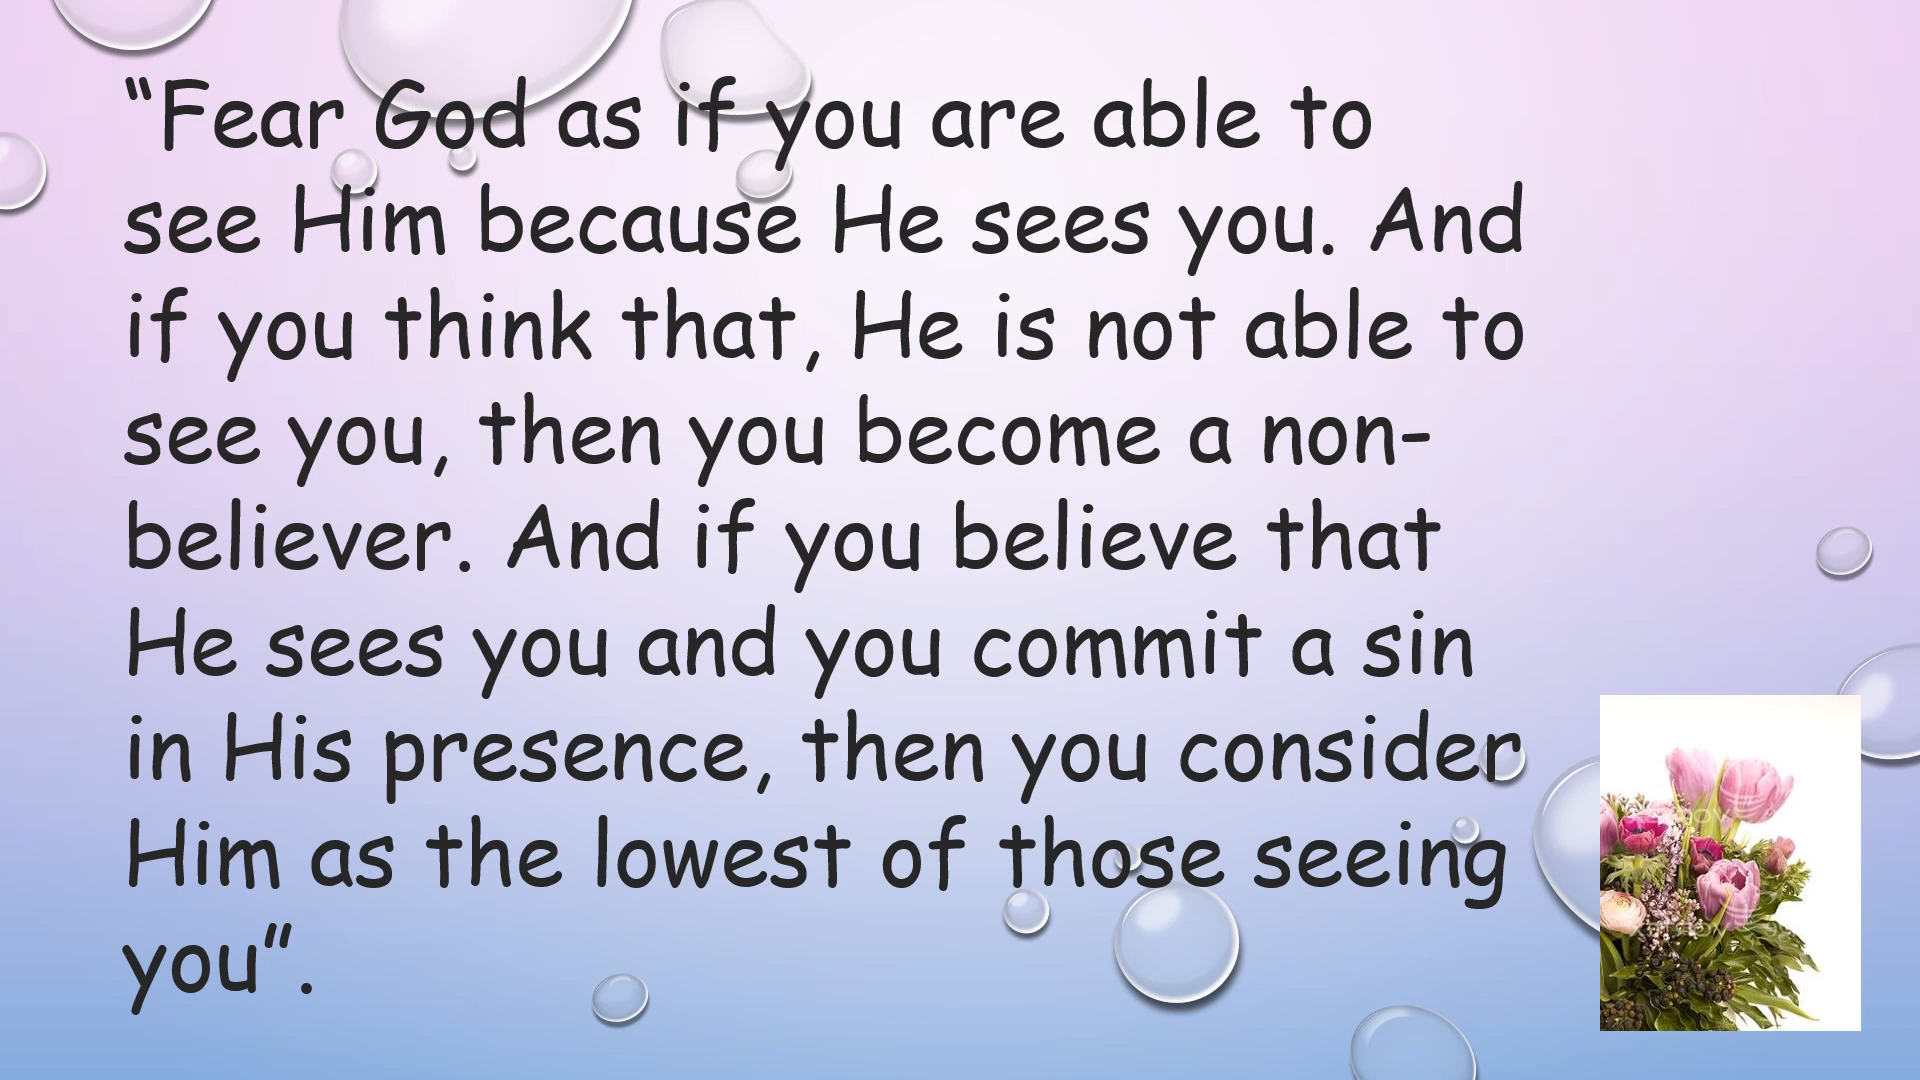 “Fear God as if you are able to
see Him because He sees you. And
if you think that, He is not able to
see you, then you become a non-
believer. And if you believe that
He sees you and you commit a sin
in His presence, then you consider
Him as the lowest of those seeing
you”.